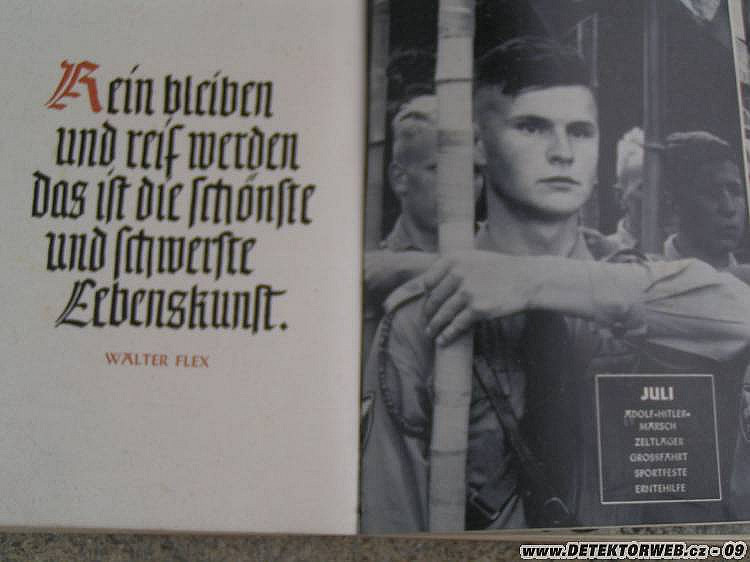 Rein bleiben
und reif werden
das ist die schönste
und schwerste
Lebenskunst.
WALTER FLEX
JULI
ADOLF-HITLER-
MARSCH
ZELTLAGER
GROSSFAHRT
SPORTFESTE
ERNTEHILFE
www.DETEKTORWEB.cz - 09